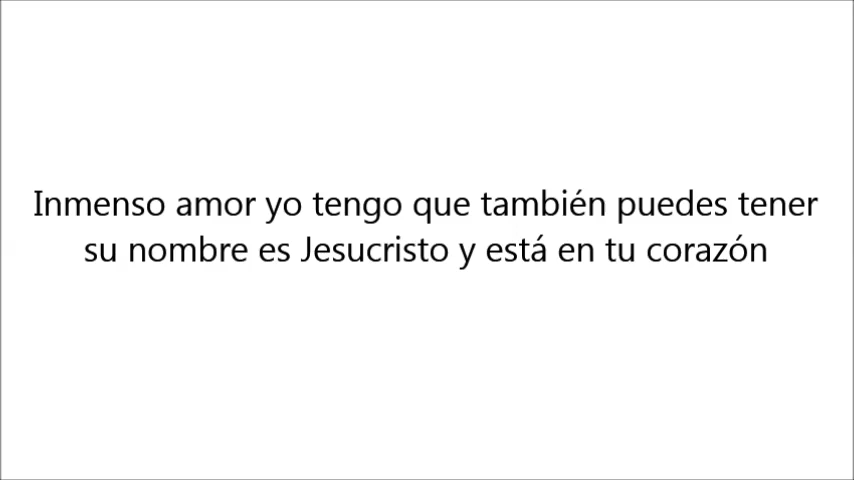 Inmenso amor yo tengo que también puedes tener
su nombre es Jesucristo y está en tu corazón